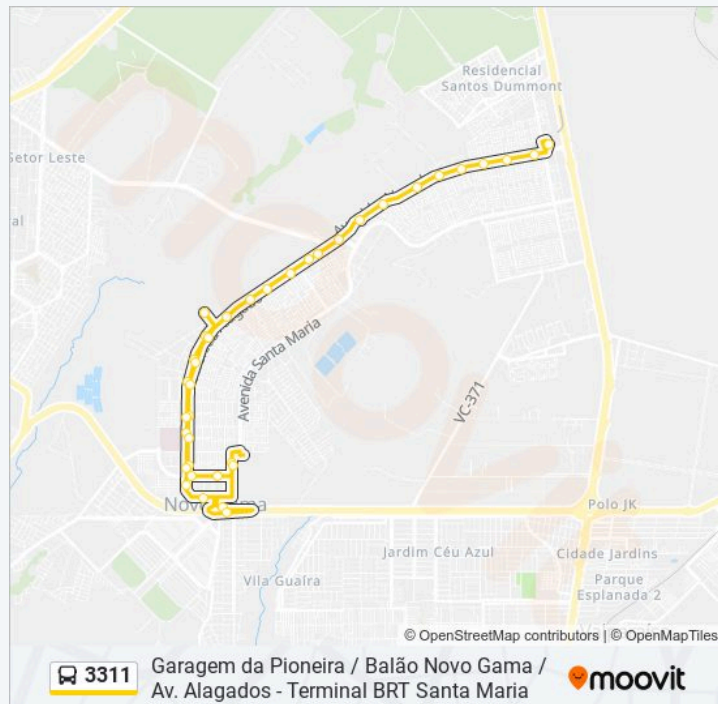 Residencial
Santos Dummont
Setor Leste
Avenida Santa Maria
VC-371
Novo Gama
Polo JK
Jardim Céu Azul
Cidade Jardins
Vila Guaíra
Parque
Esplanada 2
© OpenStreetMap contributors | © OpenMapTiles
3311
Garagem da Pioneira / Balão Novo Gama /
Av. Alagados - Terminal BRT Santa Maria
moovit